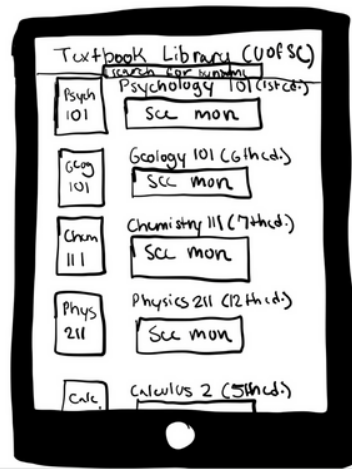 Textbook Library (UofSC)
search for
Psych
101
Psychology 101 (1st ed.)
See more
Geog
101
Geology 101 (6th ed.)
See more
Chem
111
Chemistry 111 (7th ed.)
See more
Phys
211
Physics 211 (12th ed.)
See more
Calc.
Calculus 2 (5th ed.)